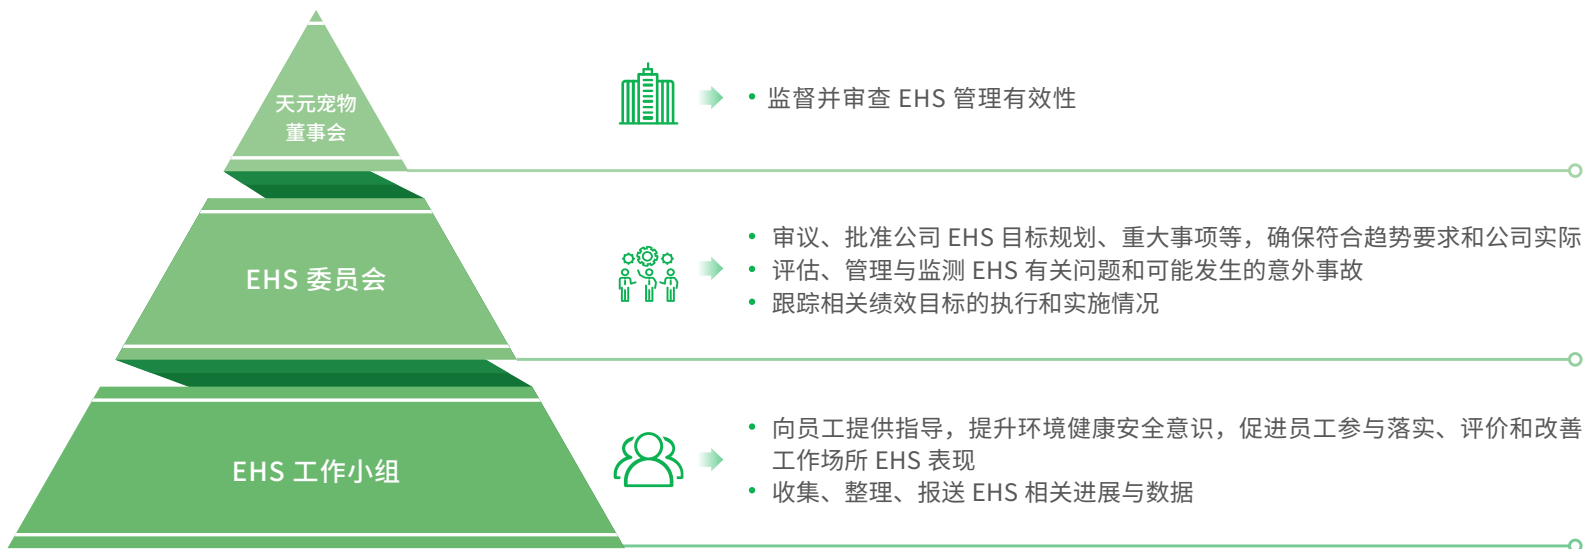 天元宠物
董事会
• 监督并审查 EHS 管理有效性
EHS 委员会
• 审议、批准公司 EHS 目标规划、重大事项等，确保符合趋势要求和公司实际
• 评估、管理与监测 EHS 有关问题和可能发生的意外事故
• 跟踪相关绩效目标的执行和实施情况
EHS 工作小组
• 向员工提供指导，提升环境健康安全意识，促进员工参与落实、评价和改善
工作场所 EHS 表现
• 收集、整理、报送 EHS 相关进展与数据